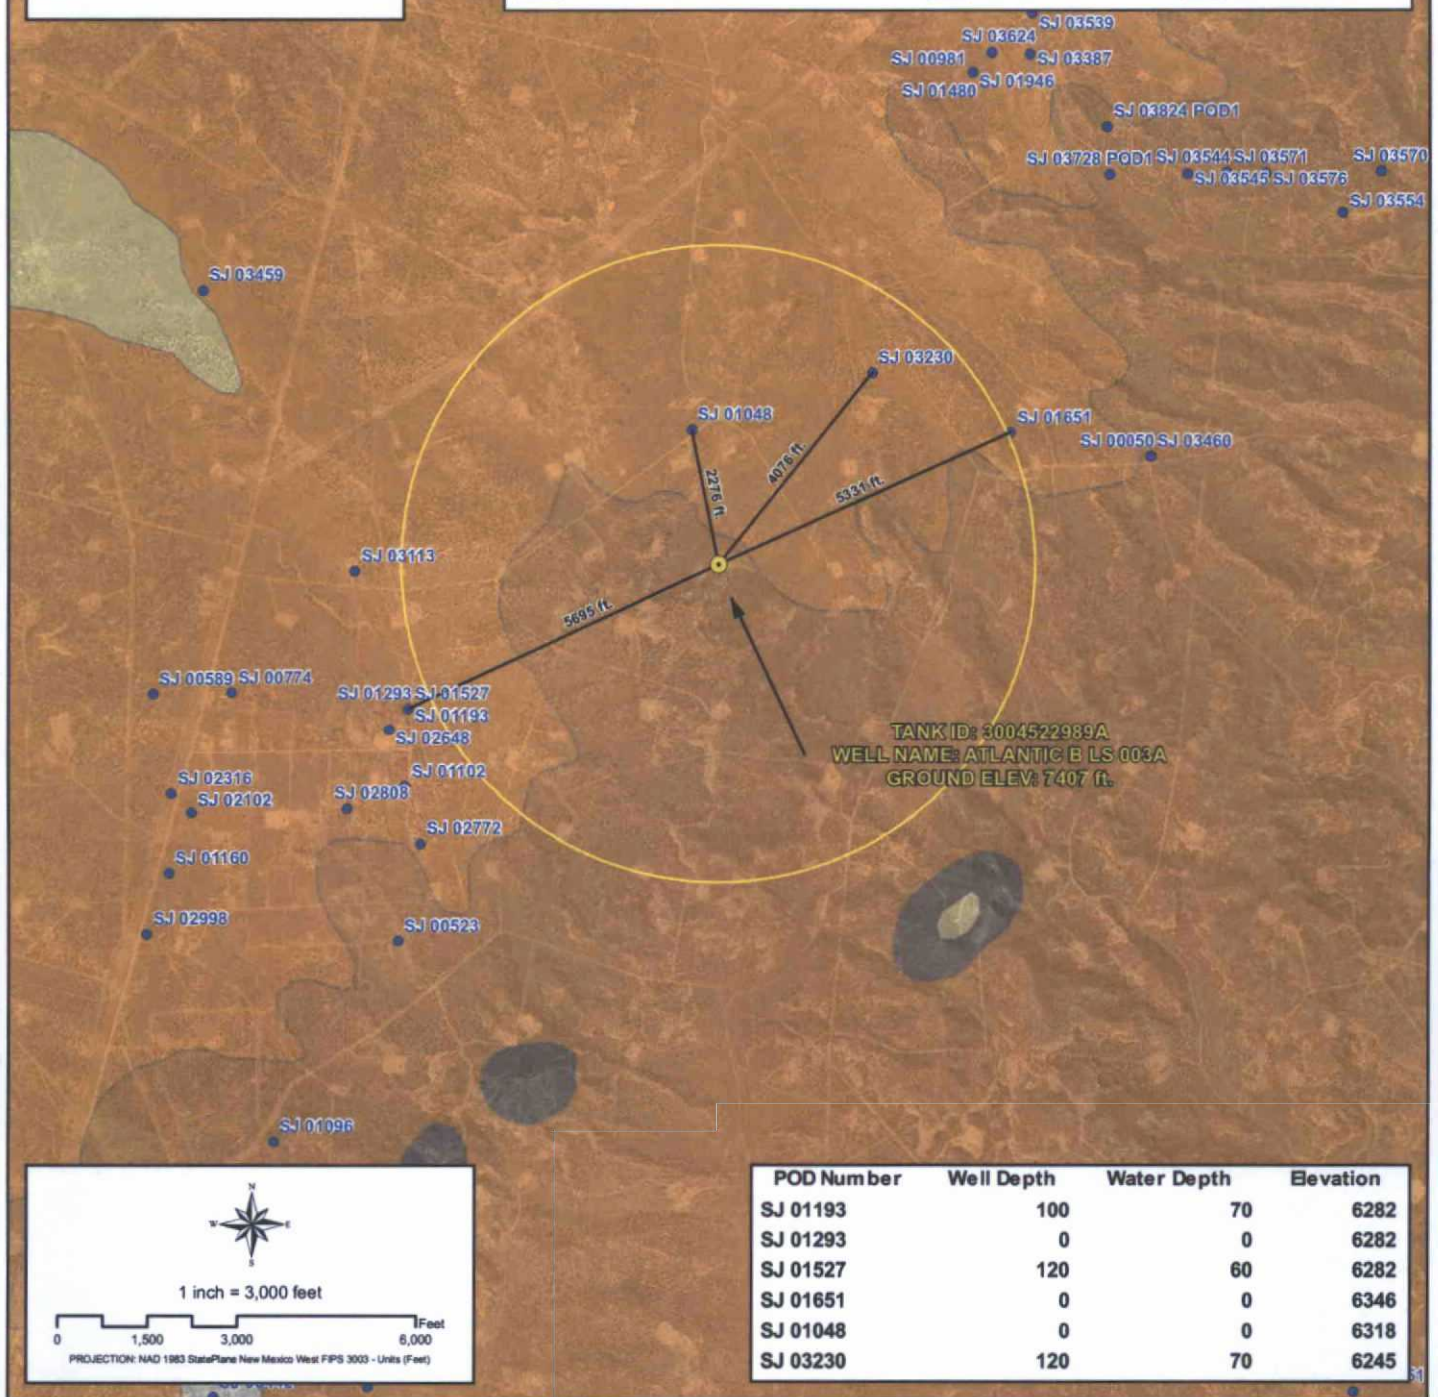 SJ 03539
SJ 03624
SJ 00981
SJ 03387
SJ 01480
SJ 01946
SJ 03824 POD1
SJ 03728 POD1
SJ 03544
SJ 03571
SJ 03570
SJ 03545
SJ 03576
SJ 03554
SJ 03459
SJ 03230
SJ 01048
SJ 01651
SJ 00050
SJ 03460
4076 ft.
2276 ft.
5331 ft.
SJ 03113
5695 ft.
SJ 00589
SJ 00774
SJ 01293
SJ 01527
SJ 01193
SJ 02648
TANK ID: 3004522989A
WELL NAME: ATLANTIC B LS 003A
GROUND ELEV: 7407 ft.
SJ 01102
SJ 02316
SJ 02102
SJ 02808
SJ 02772
SJ 01160
SJ 02998
SJ 00523
SJ 01096
N
W
E
S
1 inch = 3,000 feet
Feet
0 1,500 3,000 6,000
PROJECTION: NAD 1983 StatePlane New Mexico West FIPS 3003 - Units (Feet)
POD Number Well Depth Water Depth Elevation
SJ 01193 100 70 6282
SJ 01293 0 0 6282
SJ 01527 120 60 6282
SJ 01651 0 0 6346
SJ 01048 0 0 6318
SJ 03230 120 70 6245